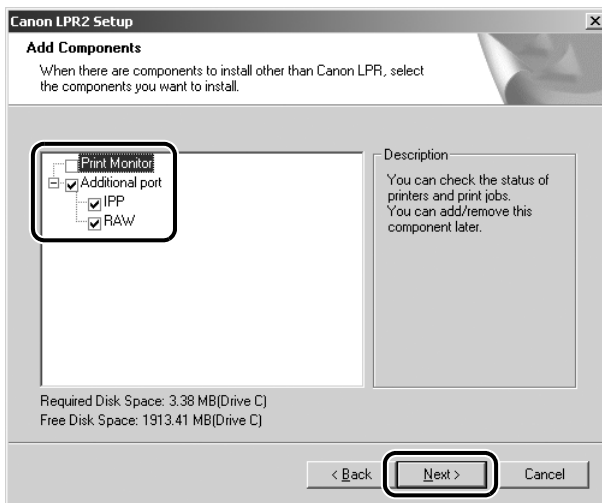 Canon LPR2 Setup
Add Components
When there are components to install other than Canon LPR, select
the components you want to install.
Print Monitor
Additional port
IPP
RAW
Description
You can check the status of
printers and print jobs.
You can add/remove this
component later.
Required Disk Space: 3.38 MB(Drive C)
Free Disk Space: 1913.41 MB(Drive C)
< Back
Next >
Cancel